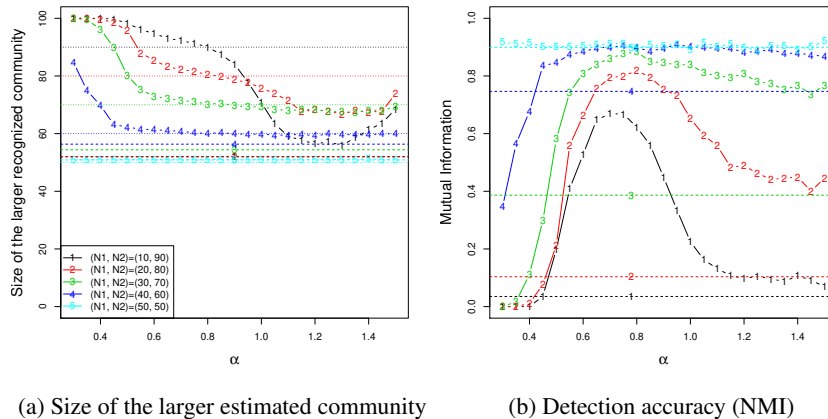 Size of the larger recognized community
100
80
60
40
20
0
(N1, N2)=(10, 90)
(N1, N2)=(20, 80)
(N1, N2)=(30, 70)
(N1, N2)=(40, 60)
(N1, N2)=(50, 50)
0.4 0.6 0.8 1.0 1.2 1.4
α
(a) Size of the larger estimated community
Mutual Information
1.0
0.8
0.6
0.4
0.2
0.0
0.4 0.6 0.8 1.0 1.2 1.4
α
(b) Detection accuracy (NMI)